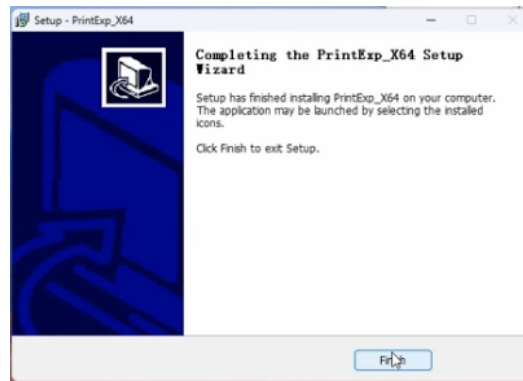 Setup - PrintExp_X64
Completing the PrintExp_X64 Setup
Wizard
Setup has finished installing PrintExp_X64 on your computer.
The application may be launched by selecting the installed
icons.
Click Finish to exit Setup.
Finish